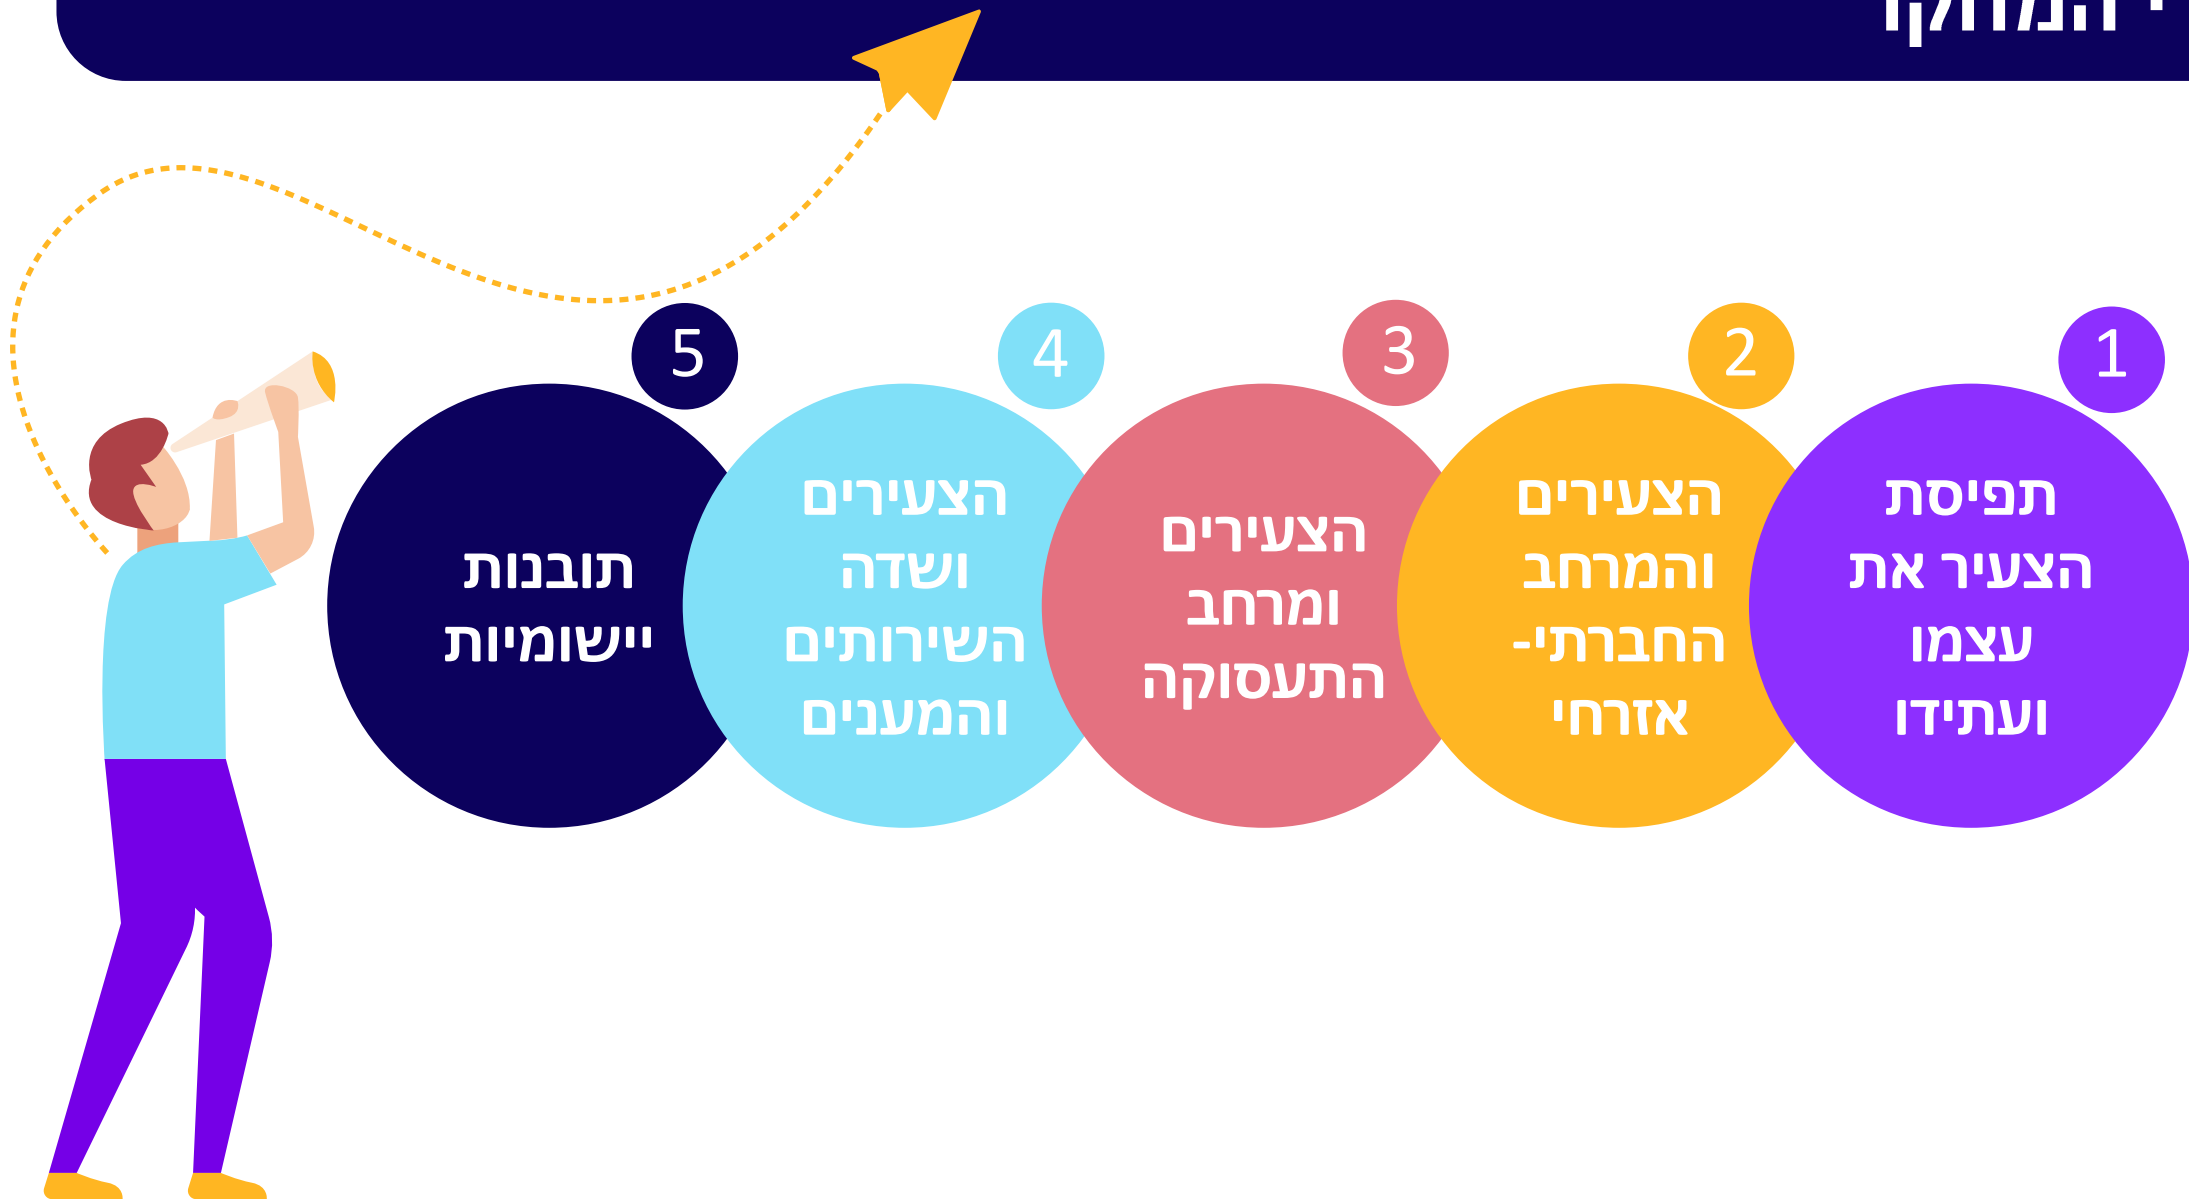 1
תפיסת
הצעיר את
עצמו
ועתידו
2
הצעירים
והמרחב
החברתי-
אזרחי
3
הצעירים
ומרחב
התעסוקה
4
הצעירים
ושדה
השירותים
והמענים
5
תובנות
יישומיות